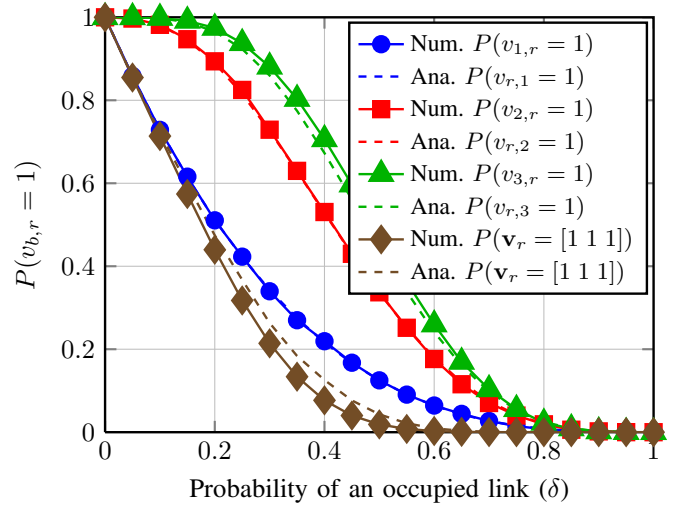 1
0.8
0.6
0.4
0.2
0
P(v_{b,r} = 1)
Num. P(v_{1,r} = 1)
Ana. P(v_{r,1} = 1)
Num. P(v_{2,r} = 1)
Ana. P(v_{r,2} = 1)
Num. P(v_{3,r} = 1)
Ana. P(v_{r,3} = 1)
Num. P(𝐯_r = [1 1 1])
Ana. P(𝐯_r = [1 1 1])
0 0.2 0.4 0.6 0.8 1
Probability of an occupied link (δ)